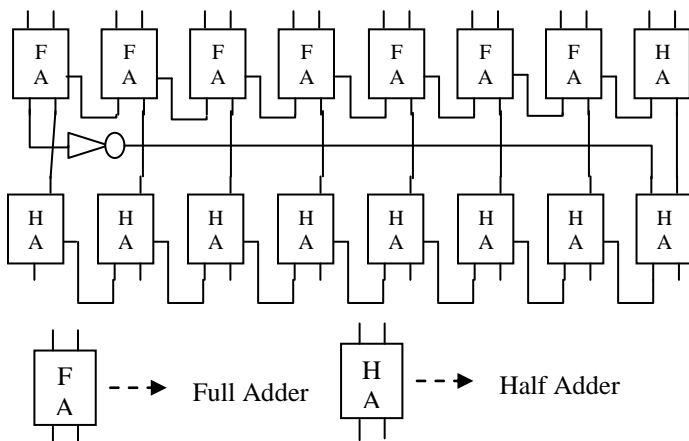 F F F F F F F H
A A A A A A A A
H H H H H H H H
A A A A A A A A
F H
A Full Adder A Half Adder